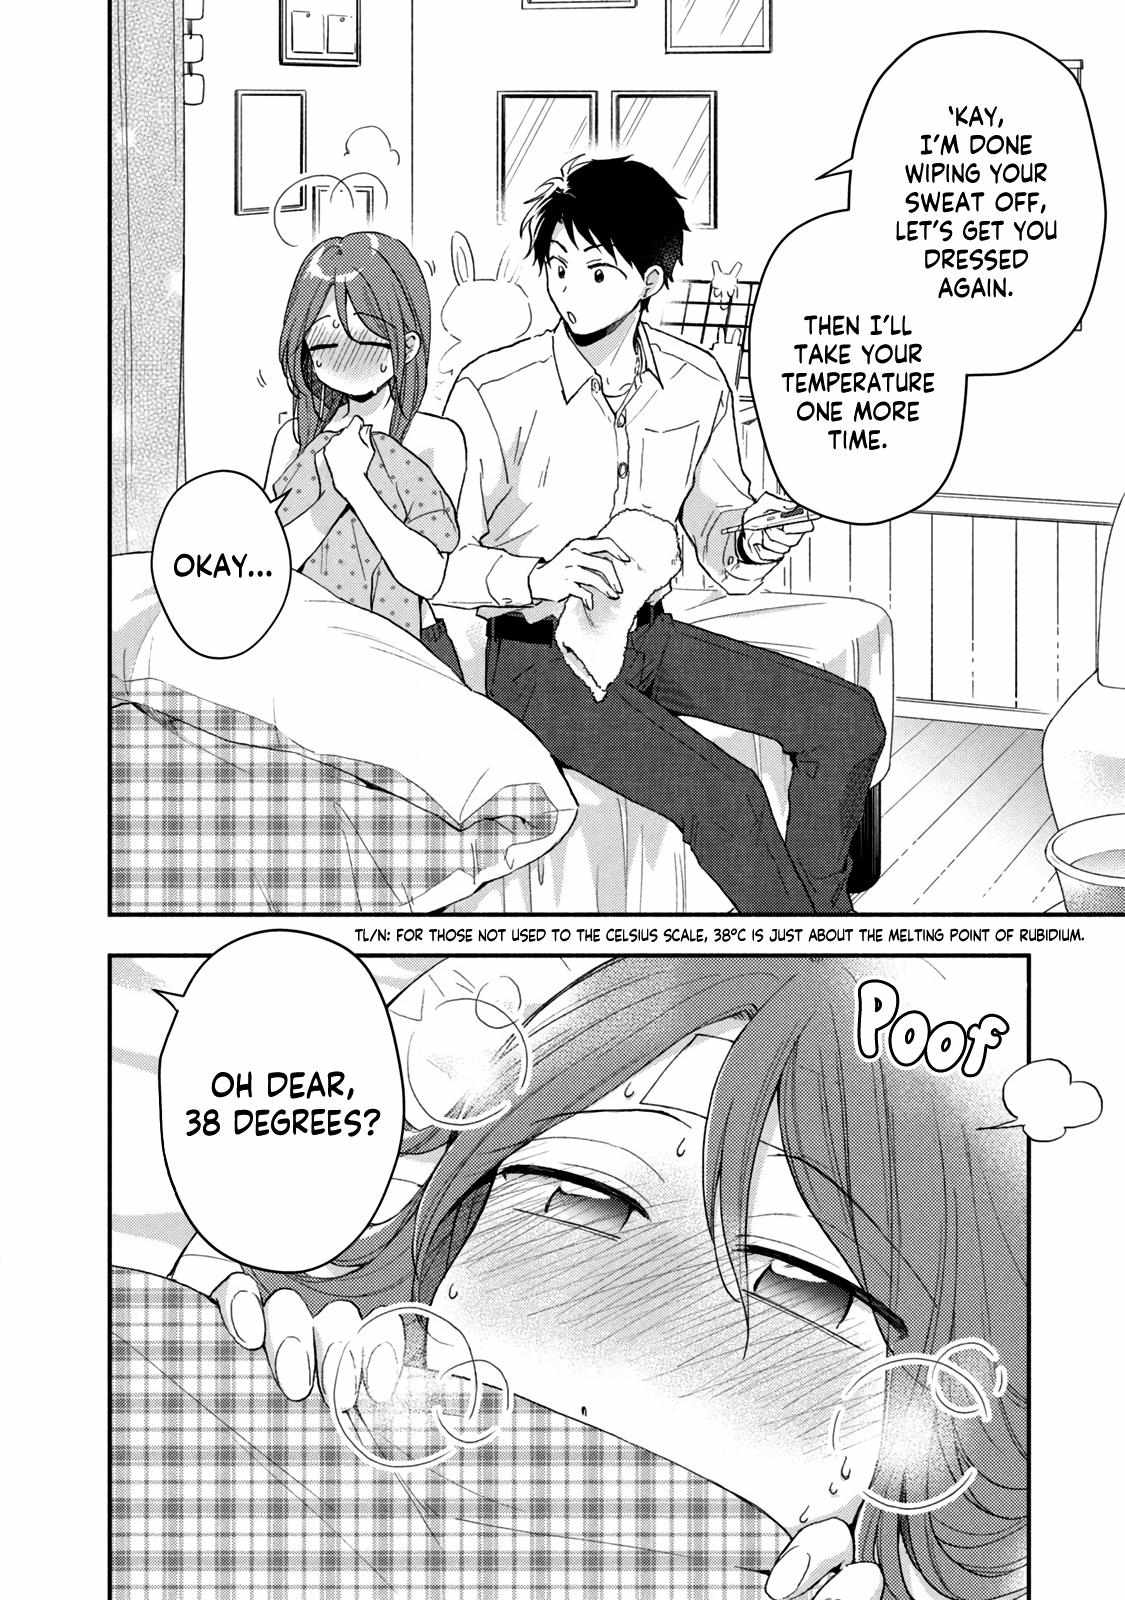 'KAY,
I'M DONE
WIPING YOUR
SWEAT OFF,
LET'S GET YOU
DRESSED
AGAIN.
THEN I'LL
TAKE YOUR
TEMPERATURE
ONE MORE
TIME.
OKAY...
TL/N: FOR THOSE NOT USED TO THE CELSIUS SCALE, 38°C IS JUST ABOUT THE MELTING POINT OF RUBIDIUM.
POOF
OH DEAR,
38 DEGREES?